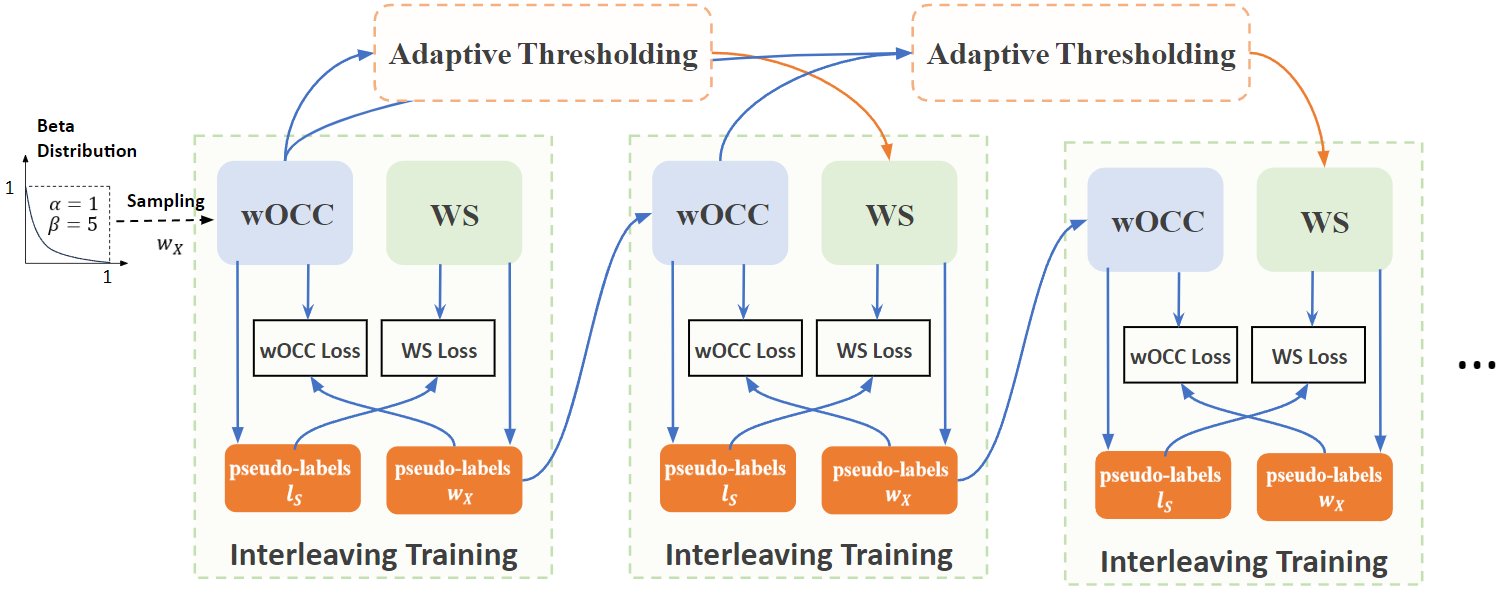 Adaptive Thresholding
Adaptive Thresholding
Beta
Distribution
1
α = 1
β = 5
1
Sampling
w_X
wOCC
WS
wOCC Loss
WS Loss
pseudo-labels
l_S
pseudo-labels
w_X
Interleaving Training
wOCC
WS
wOCC Loss
WS Loss
pseudo-labels
l_S
pseudo-labels
w_X
Interleaving Training
wOCC
WS
wOCC Loss
WS Loss
pseudo-labels
l_S
pseudo-labels
w_X
Interleaving Training
...